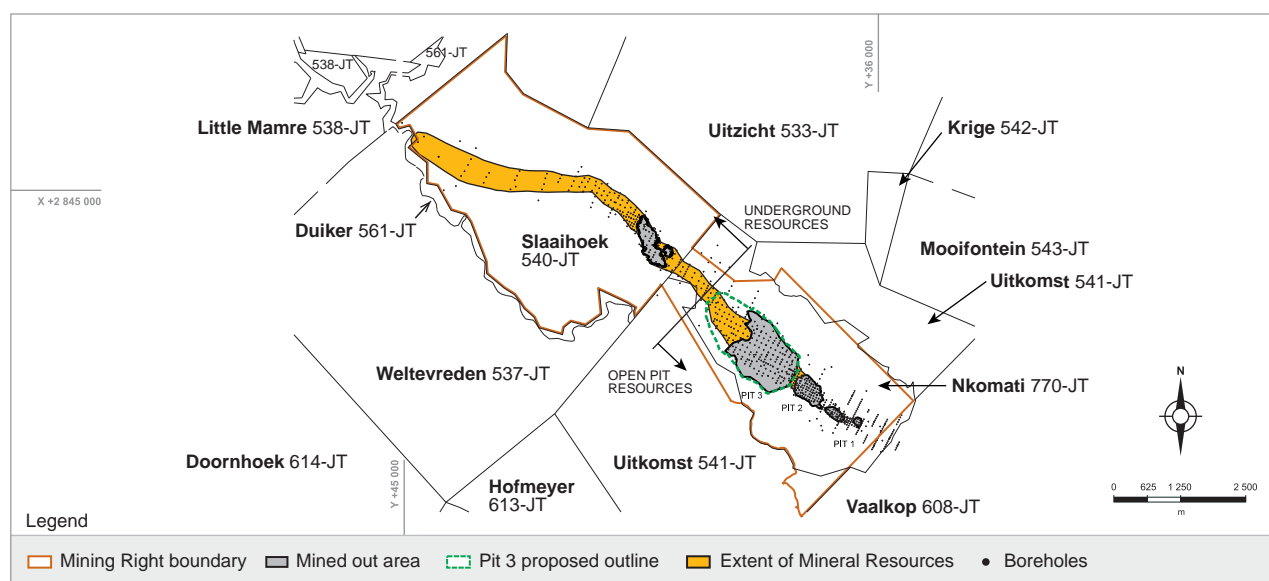 561-JT
538-JT
Y +36 000
Little Mamre 538-JT
Uitzicht 533-JT
Krige 542-JT
X +2 845 000
UNDERGROUND
RESOURCES
Duiker 561-JT
Slaaihoek
540-JT
Mooifontein 543-JT
Uitkomst 541-JT
Weltevreden 537-JT
OPEN PIT
RESOURCES
Nkomati 770-JT
N
PIT 3
PIT 2
PIT 1
Doornhoek 614-JT
Y +45 000
Hofmeyer
613-JT
Uitkomst 541-JT
Vaalkop 608-JT
0 625 1 250 2 500
m
Legend
Mining Right boundary Mined out area Pit 3 proposed outline Extent of Mineral Resources Boreholes